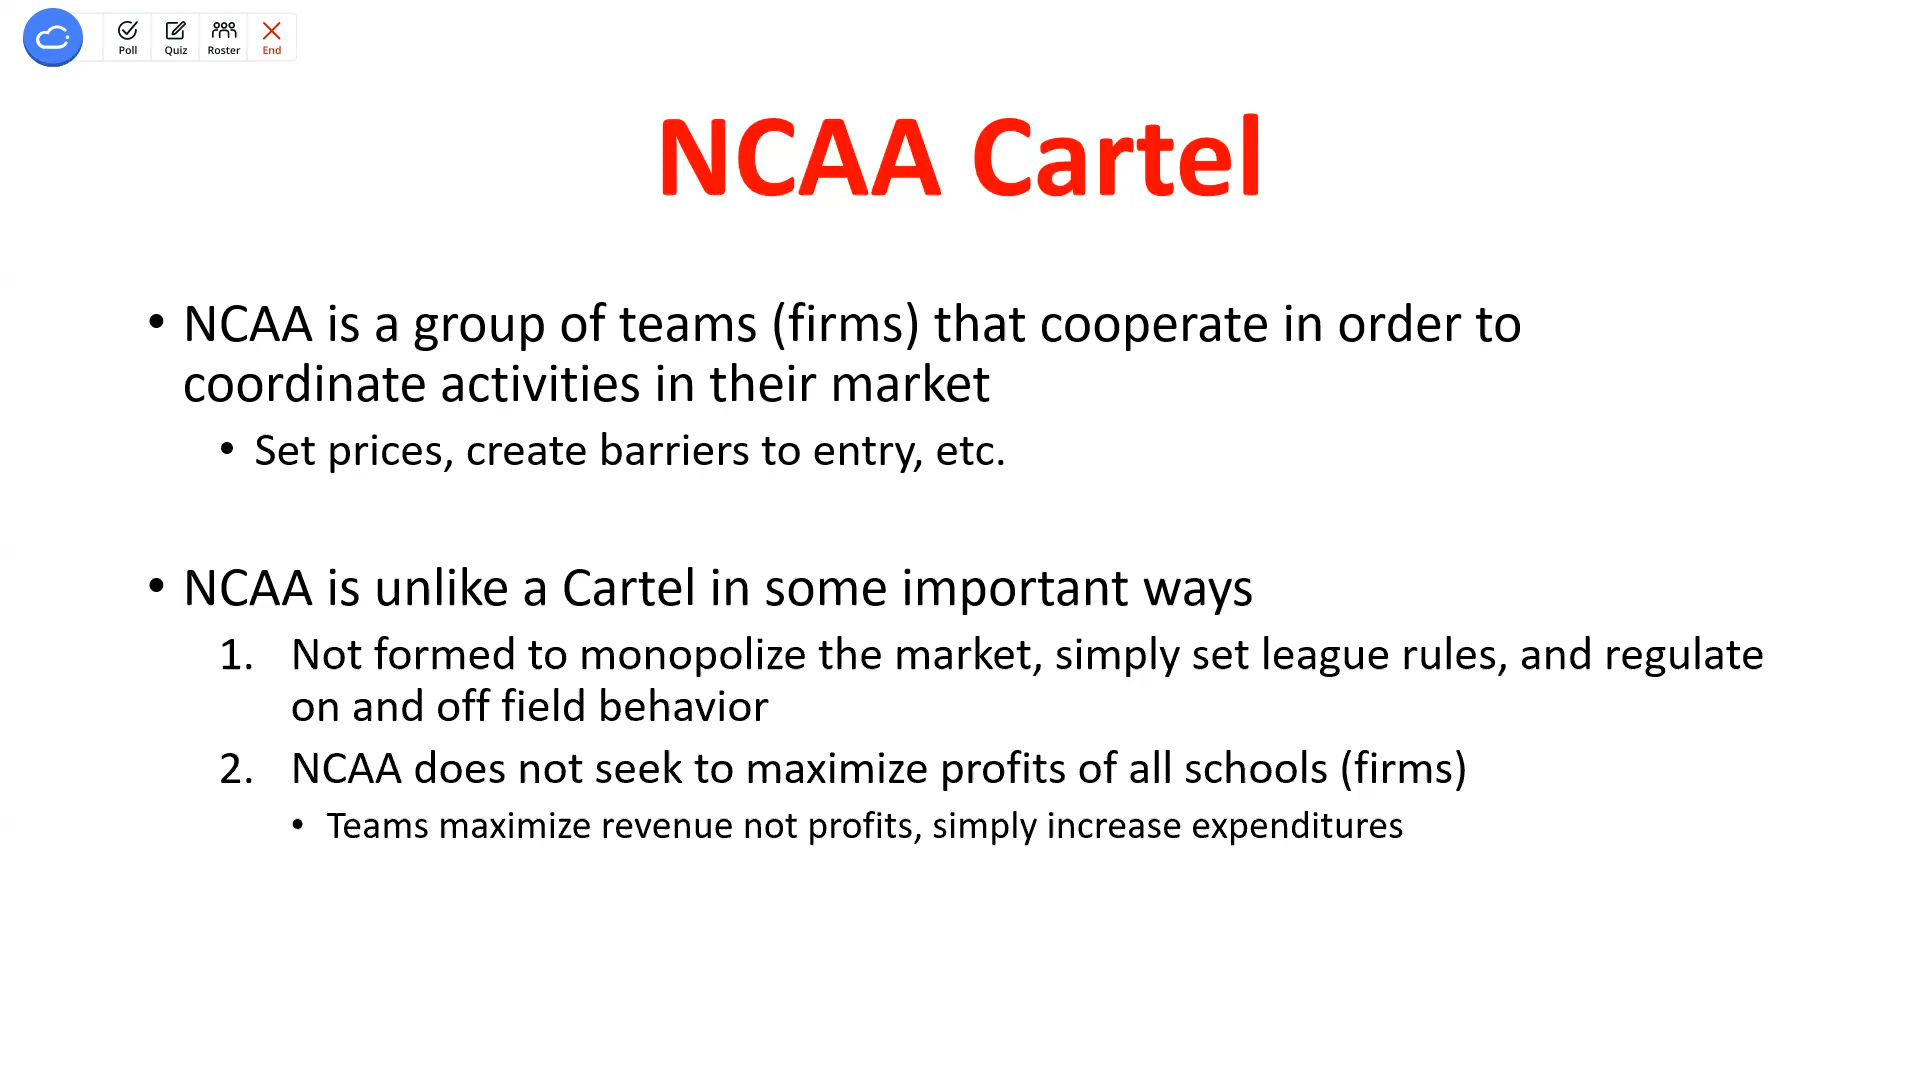 Poll Quiz Roster End
NCAA Cartel
• NCAA is a group of teams (firms) that cooperate in order to
coordinate activities in their market
• Set prices, create barriers to entry, etc.
• NCAA is unlike a Cartel in some important ways
1. Not formed to monopolize the market, simply set league rules, and regulate
on and off field behavior
2. NCAA does not seek to maximize profits of all schools (firms)
• Teams maximize revenue not profits, simply increase expenditures